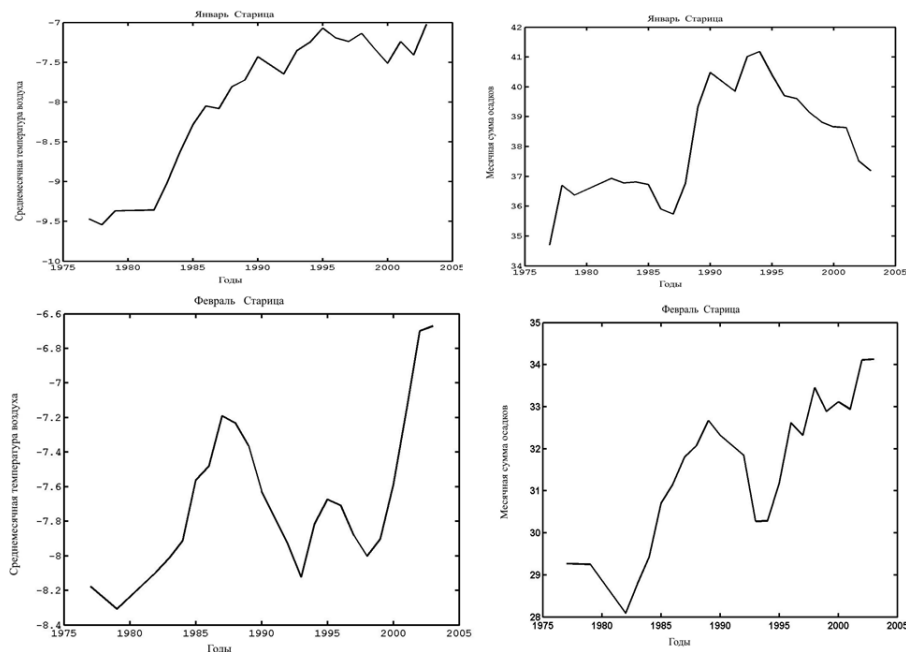 Январь Старица
Среднемесячная температура воздуха
-7
-7.5
-8
-8.5
-9
-9.5
-10
1975 1980 1985 1990 1995 2000 2005
Годы
Январь Старица
Месячная сумма осадков
42
41
40
39
38
37
36
35
34
1975 1980 1985 1990 1995 2000 2005
Годы
Февраль Старица
Среднемесячная температура воздуха
-6.6
-6.8
-7
-7.2
-7.4
-7.6
-7.8
-8
-8.2
-8.4
1975 1980 1985 1990 1995 2000 2005
Годы
Февраль Старица
Месячная сумма осадков
35
34
33
32
31
30
29
28
1975 1980 1985 1990 1995 2000 2005
Годы